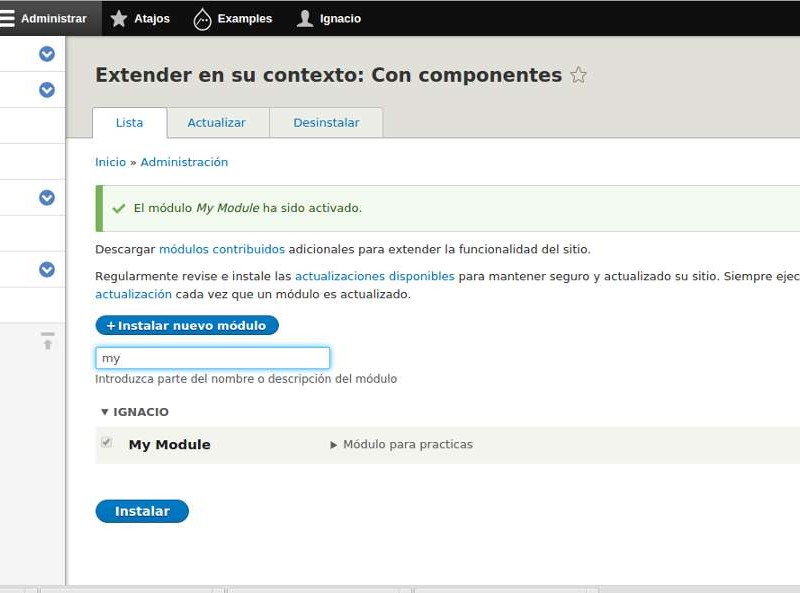 Administrar Atajos Examples Ignacio
Extender en su contexto: Con componentes
Lista Actualizar Desinstalar
Inicio » Administración
El módulo My Module ha sido activado.
Descargar módulos contribuidos adicionales para extender la funcionalidad del sitio.
Regularmente revise e instale las actualizaciones disponibles para mantener seguro y actualizado su sitio. Siempre ejec
actualización cada vez que un módulo es actualizado.
+Instalar nuevo módulo
my
Introduzca parte del nombre o descripción del módulo
IGNACIO
My Module Módulo para practicas
Instalar